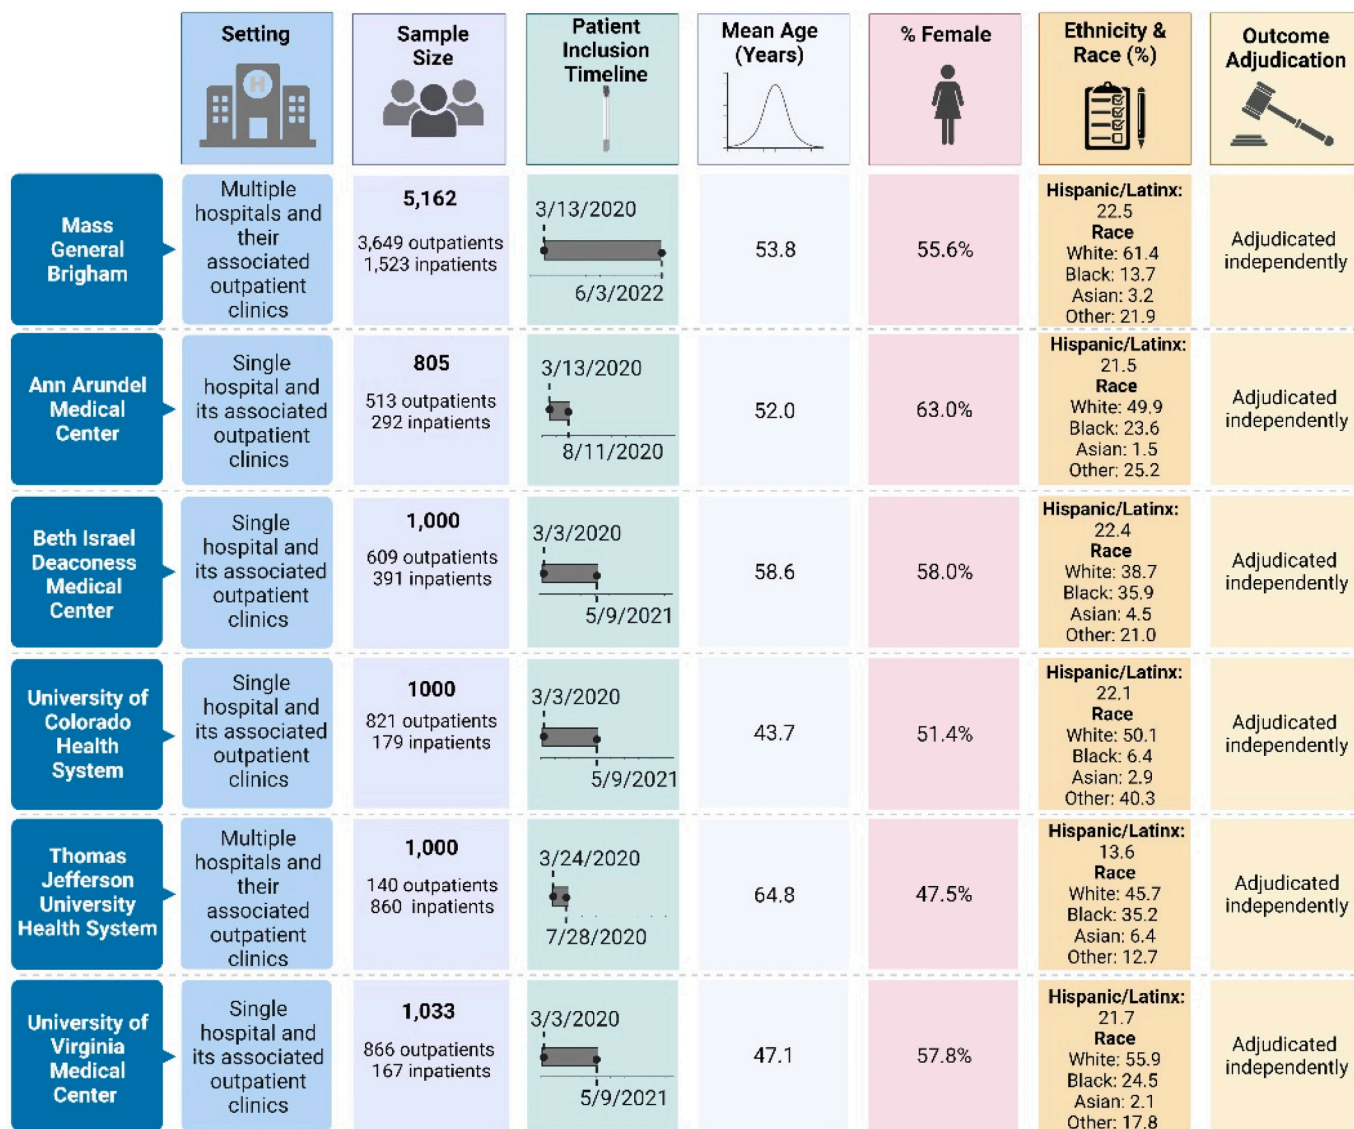 Setting
Sample
Size
Patient
Inclusion
Timeline
Mean Age
(Years)
% Female
Ethnicity &
Race (%)
Outcome
Adjudication
H
Mass
General
Brigham
Multiple
hospitals and
their
associated
outpatient
clinics
5,162
3,649 outpatients
1,523 inpatients
3/13/2020
6/3/2022
53.8
55.6%
Hispanic/Latinx:
22.5
Race
White: 61.4
Black: 13.7
Asian: 3.2
Other: 21.9
Adjudicated
independently
Ann Arundel
Medical
Center
Single
hospital and
its associated
outpatient
clinics
805
513 outpatients
292 inpatients
3/13/2020
8/11/2020
52.0
63.0%
Hispanic/Latinx:
21.5
Race
White: 49.9
Black: 23.6
Asian: 1.5
Other: 25.2
Adjudicated
independently
Beth Israel
Deaconess
Medical
Center
Single
hospital and
its associated
outpatient
clinics
1,000
609 outpatients
391 inpatients
3/3/2020
5/9/2021
58.6
58.0%
Hispanic/Latinx:
22.4
Race
White: 38.7
Black: 35.9
Asian: 4.5
Other: 21.0
Adjudicated
independently
University of
Colorado
Health
System
Single
hospital and
its associated
outpatient
clinics
1000
821 outpatients
179 inpatients
3/3/2020
5/9/2021
43.7
51.4%
Hispanic/Latinx:
22.1
Race
White: 50.1
Black: 6.4
Asian: 2.9
Other: 40.3
Adjudicated
independently
Thomas
Jefferson
University
Health System
Multiple
hospitals and
their
associated
outpatient
clinics
1,000
140 outpatients
860 inpatients
3/24/2020
7/28/2020
64.8
47.5%
Hispanic/Latinx:
13.6
Race
White: 45.7
Black: 35.2
Asian: 6.4
Other: 12.7
Adjudicated
independently
University of
Virginia
Medical
Center
Single
hospital and
its associated
outpatient
clinics
1,033
866 outpatients
167 inpatients
3/3/2020
5/9/2021
47.1
57.8%
Hispanic/Latinx:
21.7
Race
White: 55.9
Black: 24.5
Asian: 2.1
Other: 17.8
Adjudicated
independently